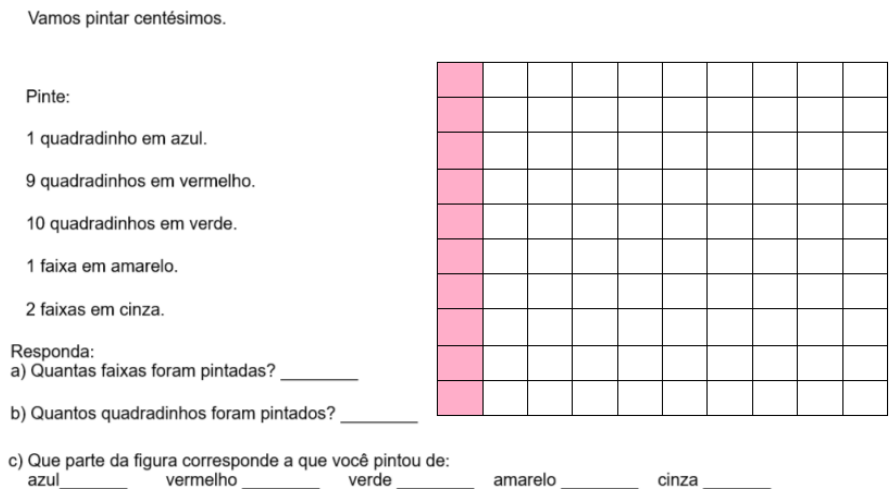 Vamos pintar centésimos.
Pinte:
1 quadradinho em azul.
9 quadradinhos em vermelho.
10 quadradinhos em verde.
1 faixa em amarelo.
2 faixas em cinza.
Responda:
a) Quantas faixas foram pintadas? ________
b) Quantos quadradinhos foram pintados? ________
c) Que parte da figura corresponde a que você pintou de:
azul_______ vermelho ________ verde ________ amarelo ________ cinza _______